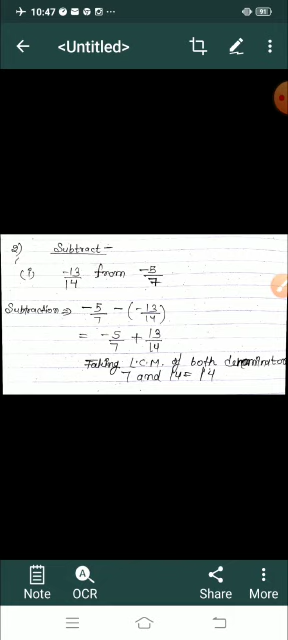 10:47
91
<Untitled>
2) Subtract -
(i) -13/14 from -5/7
Subtraction ⇒ -5/7 - (-13/14)
= -5/7 + 13/14
Taking L.C.M. of both denominator
7 and 14 = 14
Note OCR Share More